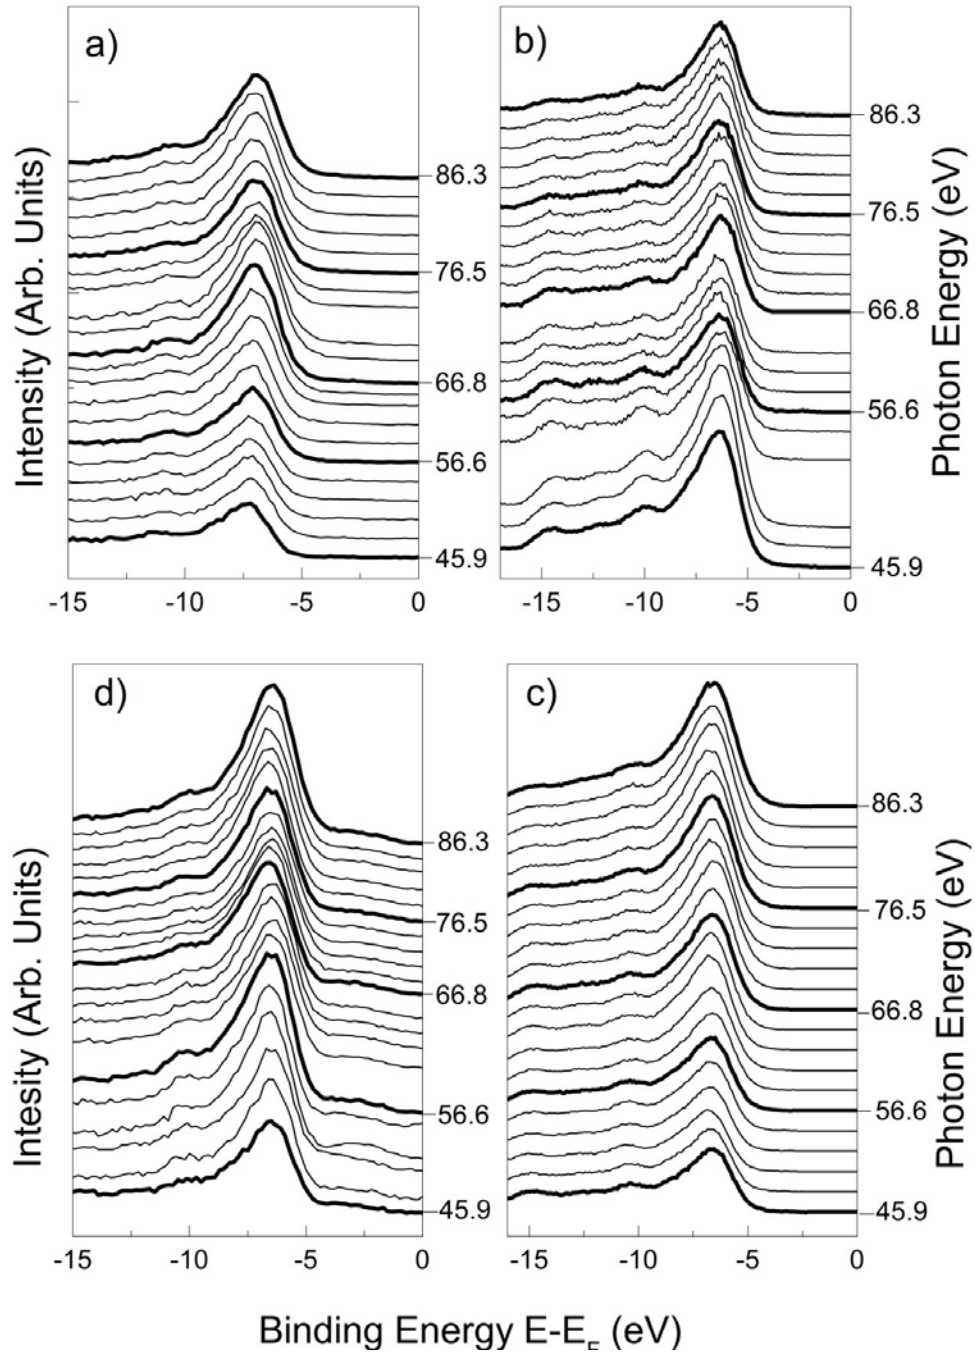 a)
b)
Intensity (Arb. Units)
86.3
76.5
66.8
56.6
45.9
86.3
76.5
66.8
56.6
45.9
Photon Energy (eV)
-15 -10 -5 0
-15 -10 -5 0
d)
c)
Intesity (Arb. Units)
86.3
76.5
66.8
56.6
45.9
86.3
76.5
66.8
56.6
45.9
Photon Energy (eV)
-15 -10 -5 0
-15 -10 -5 0
Binding Energy E-E_F (eV)